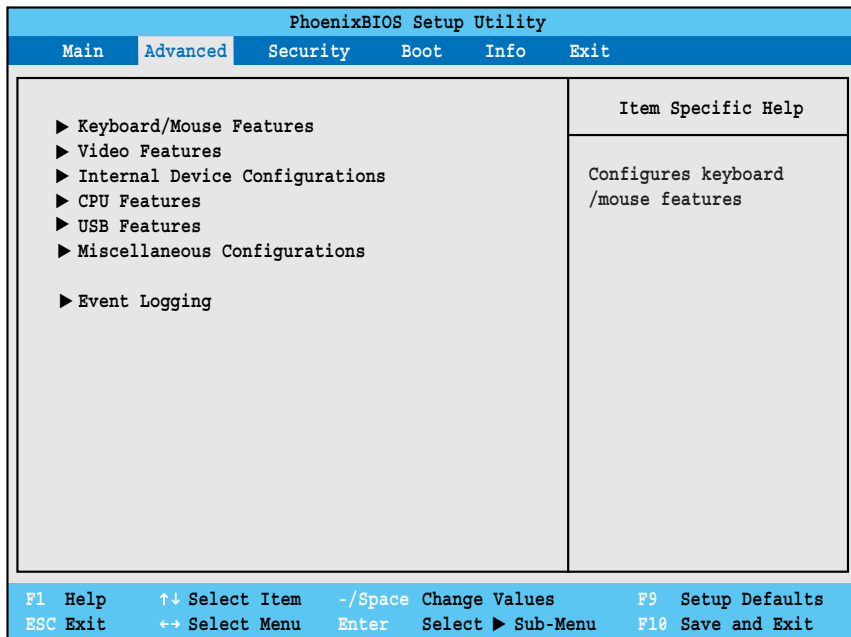 PhoenixBIOS Setup Utility
Main Advanced Security Boot Info Exit
▶ Keyboard/Mouse Features
▶ Video Features
▶ Internal Device Configurations
▶ CPU Features
▶ USB Features
▶ Miscellaneous Configurations
▶ Event Logging
Item Specific Help
Configures keyboard
/mouse features
F1 Help ↑↓ Select Item -/Space Change Values F9 Setup Defaults
ESC Exit ←→ Select Menu Enter Select ▶ Sub-Menu F10 Save and Exit